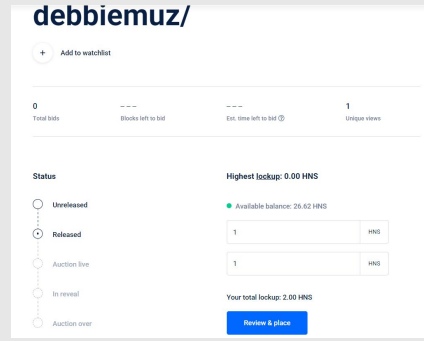 debbiemuz/
+ Add to watchlist
0 --- --- 1
Total bids Blocks left to bid Est. time left to bid ? Unique views
Status
Unreleased
Released
Auction live
In reveal
Auction over
Highest lockup: 0.00 HNS
Available balance: 26.62 HNS
1 HNS
1 HNS
Your total lockup: 2.00 HNS
Review & place